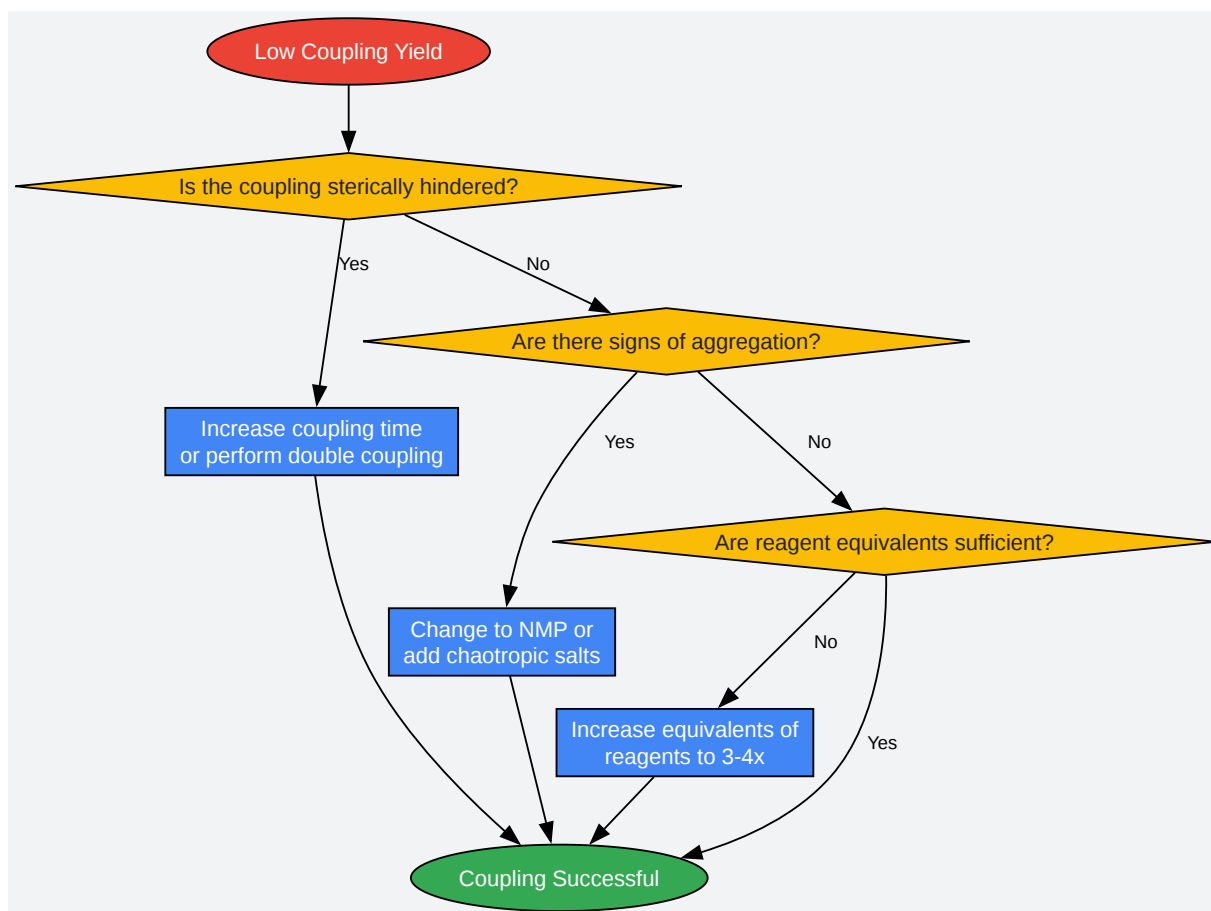 Low Coupling Yield
Is the coupling sterically hindered?
Yes
No
Are there signs of aggregation?
Increase coupling time
or perform double coupling
Yes
No
Are reagent equivalents sufficient?
Change to NMP or
add chaotropic salts
No
Increase equivalents of
reagents to 3-4x
Yes
Coupling Successful